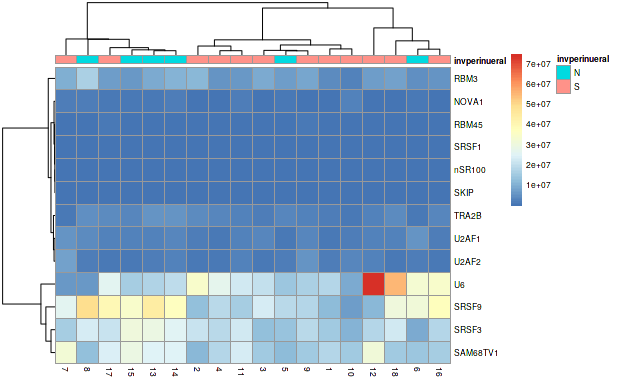 invperinueral
RBM3
NOVA1
RBM45
SRSF1
nSR100
SKIP
TRA2B
U2AF1
U2AF2
U6
SRSF9
SRSF3
SAM68TV1
7 8 17 15 13 14 2 4 11 3 5 9 1 10 12 18 6 16
7e+07
6e+07
5e+07
4e+07
3e+07
2e+07
1e+07
invperinueral
N
S